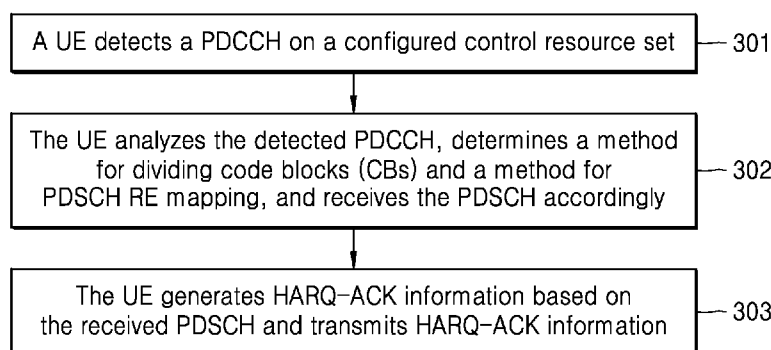 A UE detects a PDCCH on a configured control resource set
301
The UE analyzes the detected PDCCH, determines a method
for dividing code blocks (CBs) and a method for
PDSCH RE mapping, and receives the PDSCH accordingly
302
The UE generates HARQ-ACK information based on
the received PDSCH and transmits HARQ-ACK information
303